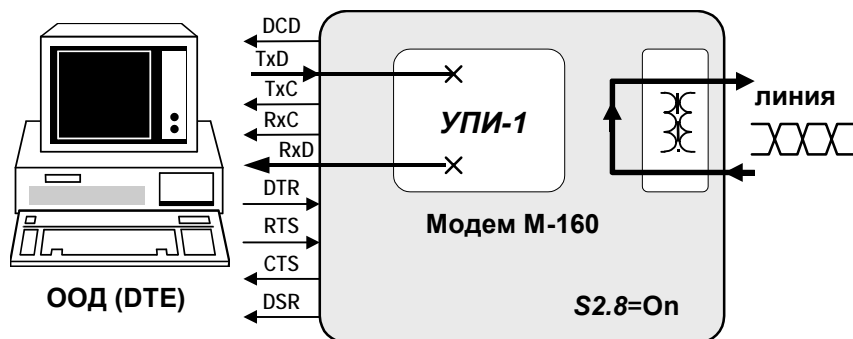 DCD
TxD
TxC
RxC
RxD
DTR
RTS
CTS
DSR
ООД (DTE)
УПИ-1
Модем М-160
S2.8=On
линия